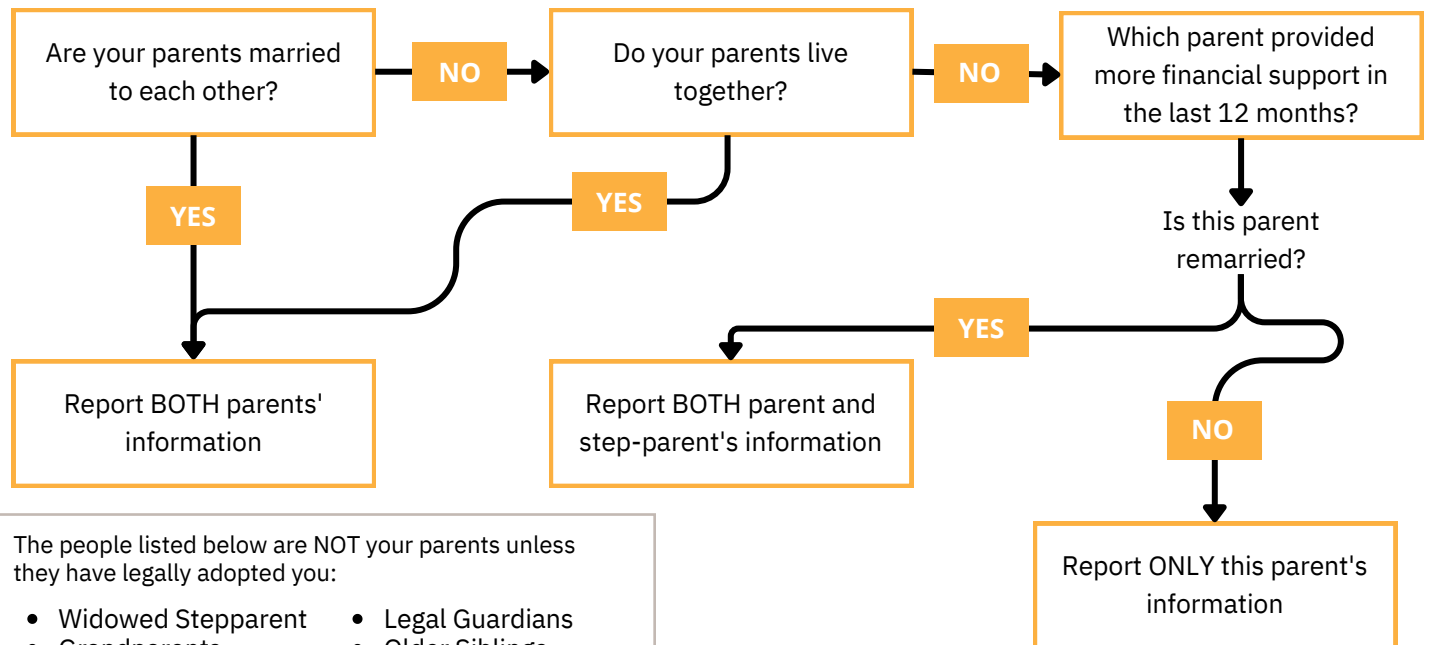 Are your parents married
to each other?
NO
Do your parents live
together?
NO
Which parent provided
more financial support in
the last 12 months?
YES
YES
Is this parent
remarried?
YES
Report BOTH parents'
information
Report BOTH parent and
step-parent's information
NO
Report ONLY this parent's
information
The people listed below are NOT your parents unless
they have legally adopted you:
• Widowed Stepparent
• Legal Guardians
• Grandparents
• Older Siblings